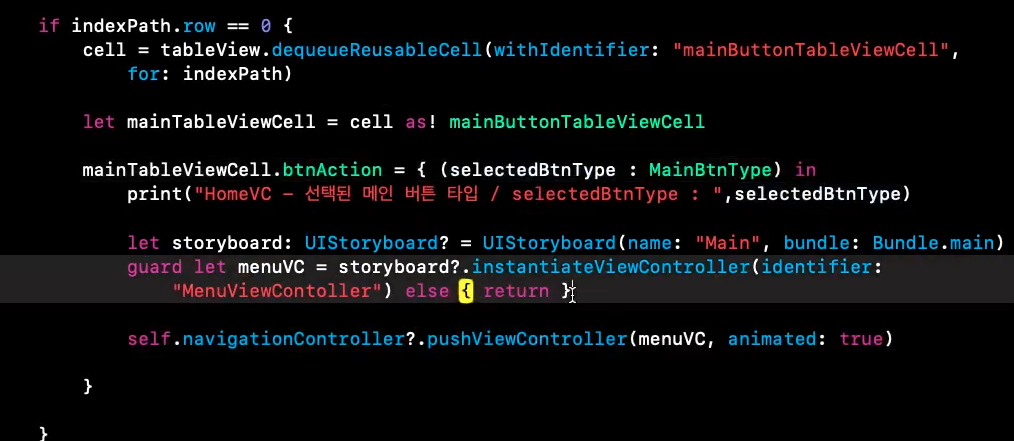 if indexPath.row == 0 {
cell = tableView.dequeueReusableCell(withIdentifier: "mainButtonTableViewCell",
for: indexPath)
let mainTableViewCell = cell as! mainButtonTableViewCell
mainTableViewCell.btnAction = { (selectedBtnType : MainBtnType) in
print("HomeVC - 선택된 메인 버튼 타입 / selectedBtnType : ",selectedBtnType)
let storyboard: UIStoryboard? = UIStoryboard(name: "Main", bundle: Bundle.main)
guard let menuVC = storyboard?.instantiateViewController(identifier:
"MenuViewContoller") else { return }
self.navigationController?.pushViewController(menuVC, animated: true)
}
}